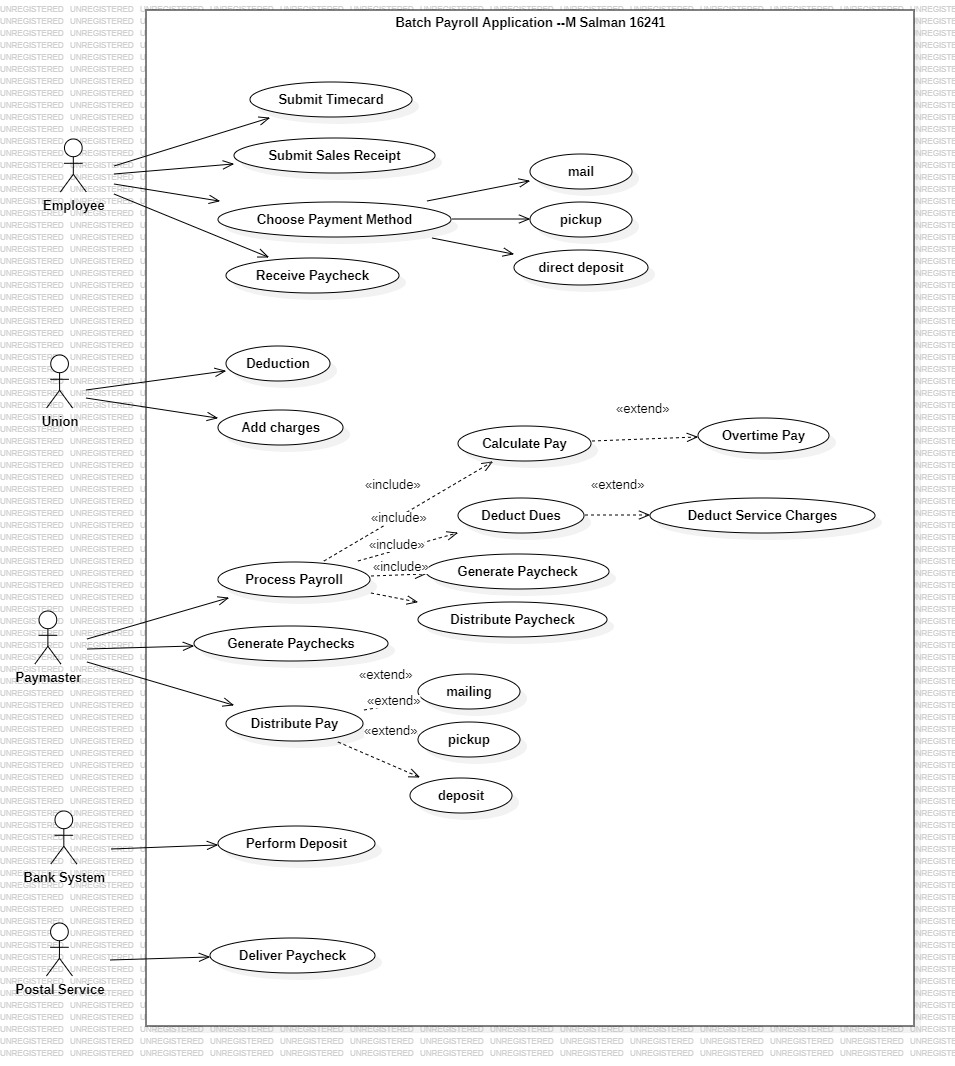 Batch Payroll Application --M Salman 16241
Submit Timecard
Submit Sales Receipt
Employee
Choose Payment Method
mail
pickup
direct deposit
Receive Paycheck
Union
Deduction
Add charges
Calculate Pay
«extend»
Overtime Pay
«include»
«include»
Deduct Dues
«extend»
Deduct Service Charges
«include»
«include»
Process Payroll
Generate Paycheck
Distribute Paycheck
Paymaster
Generate Paychecks
Distribute Pay
«extend»
mailing
«extend»
«extend»
pickup
deposit
Bank System
Perform Deposit
Postal Service
Deliver Paycheck
UNREGISTERED